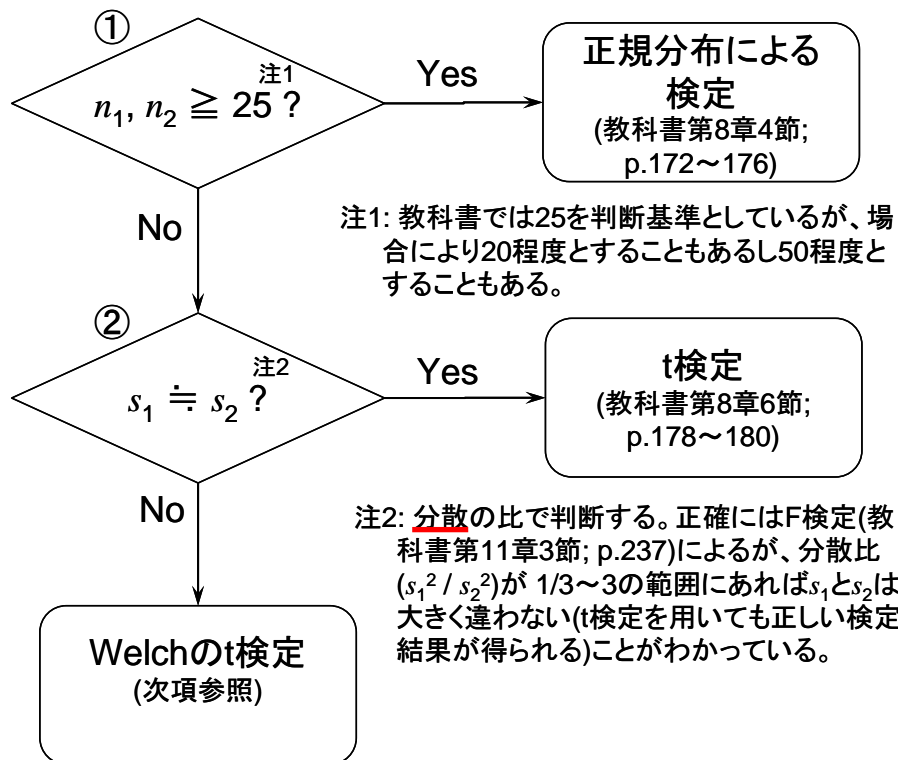 ①
n₁, n₂ ≧ 25 ? 注1
Yes
正規分布による
検定
(教科書第8章4節;
p.172～176)
No
注1: 教科書では25を判断基準としているが、場
合により20程度とすることもあるし50程度と
することもある。
②
s₁ ≒ s₂ ? 注2
Yes
t検定
(教科書第8章6節;
p.178～180)
No
注2: 分散の比で判断する。正確にはF検定(教
科書第11章3節; p.237)によるが、分散比
(s₁² / s₂²)が 1/3～3の範囲にあればs₁とs₂は
大きく違わない(t検定を用いても正しい検定
結果が得られる)ことがわかっている。
Welchのt検定
(次項参照)